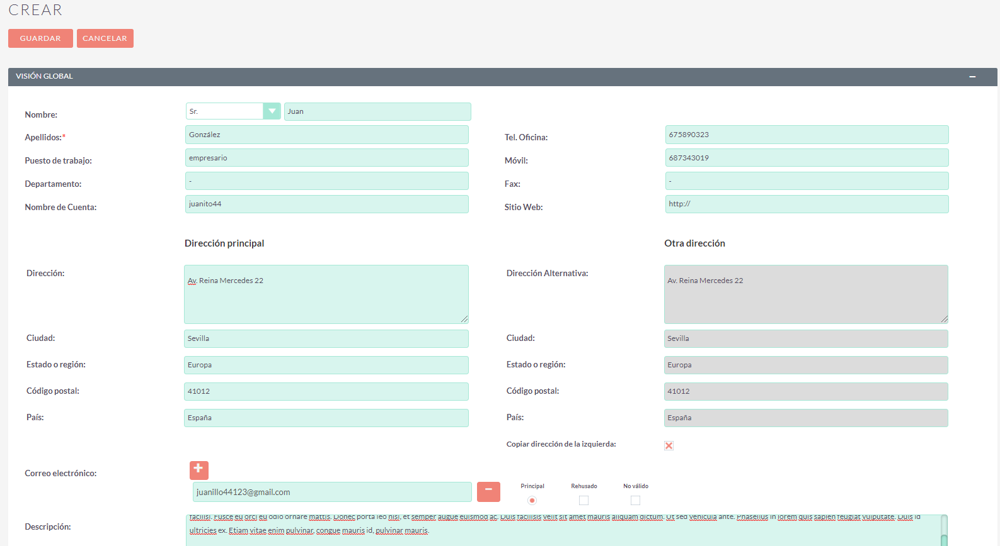 CREAR
GUARDAR CANCELAR
VISIÓN GLOBAL
Nombre: Sr. Juan
Apellidos:* González Tel. Oficina: 675890323
Puesto de trabajo: empresario Móvil: 687343019
Departamento: - Fax: -
Nombre de Cuenta: juanito44 Sitio Web: http://
Dirección principal Otra dirección
Dirección: Av. Reina Mercedes 22 Dirección Alternativa: Av. Reina Mercedes 22
Ciudad: Sevilla Ciudad: Sevilla
Estado o región: Europa Estado o región: Europa
Código postal: 41012 Código postal: 41012
País: España País: España
Copiar dirección de la izquierda:
Correo electrónico:
juanillo44123@gmail.com Principal Rehusado No válido
facilisi. Fusce eu orci eu odio ornare mattis. Donec porta leo nisl, et semper augue euismod ac. Duis facilisis velit sit amet mauris aliquam dictum. Ut sed vehicula ante. Phasellus in lorem quis sapien feugiat vulputate. Duis id
Descripción: ultricies ex. Etiam vitae enim pulvinar, congue mauris id, pulvinar mauris.